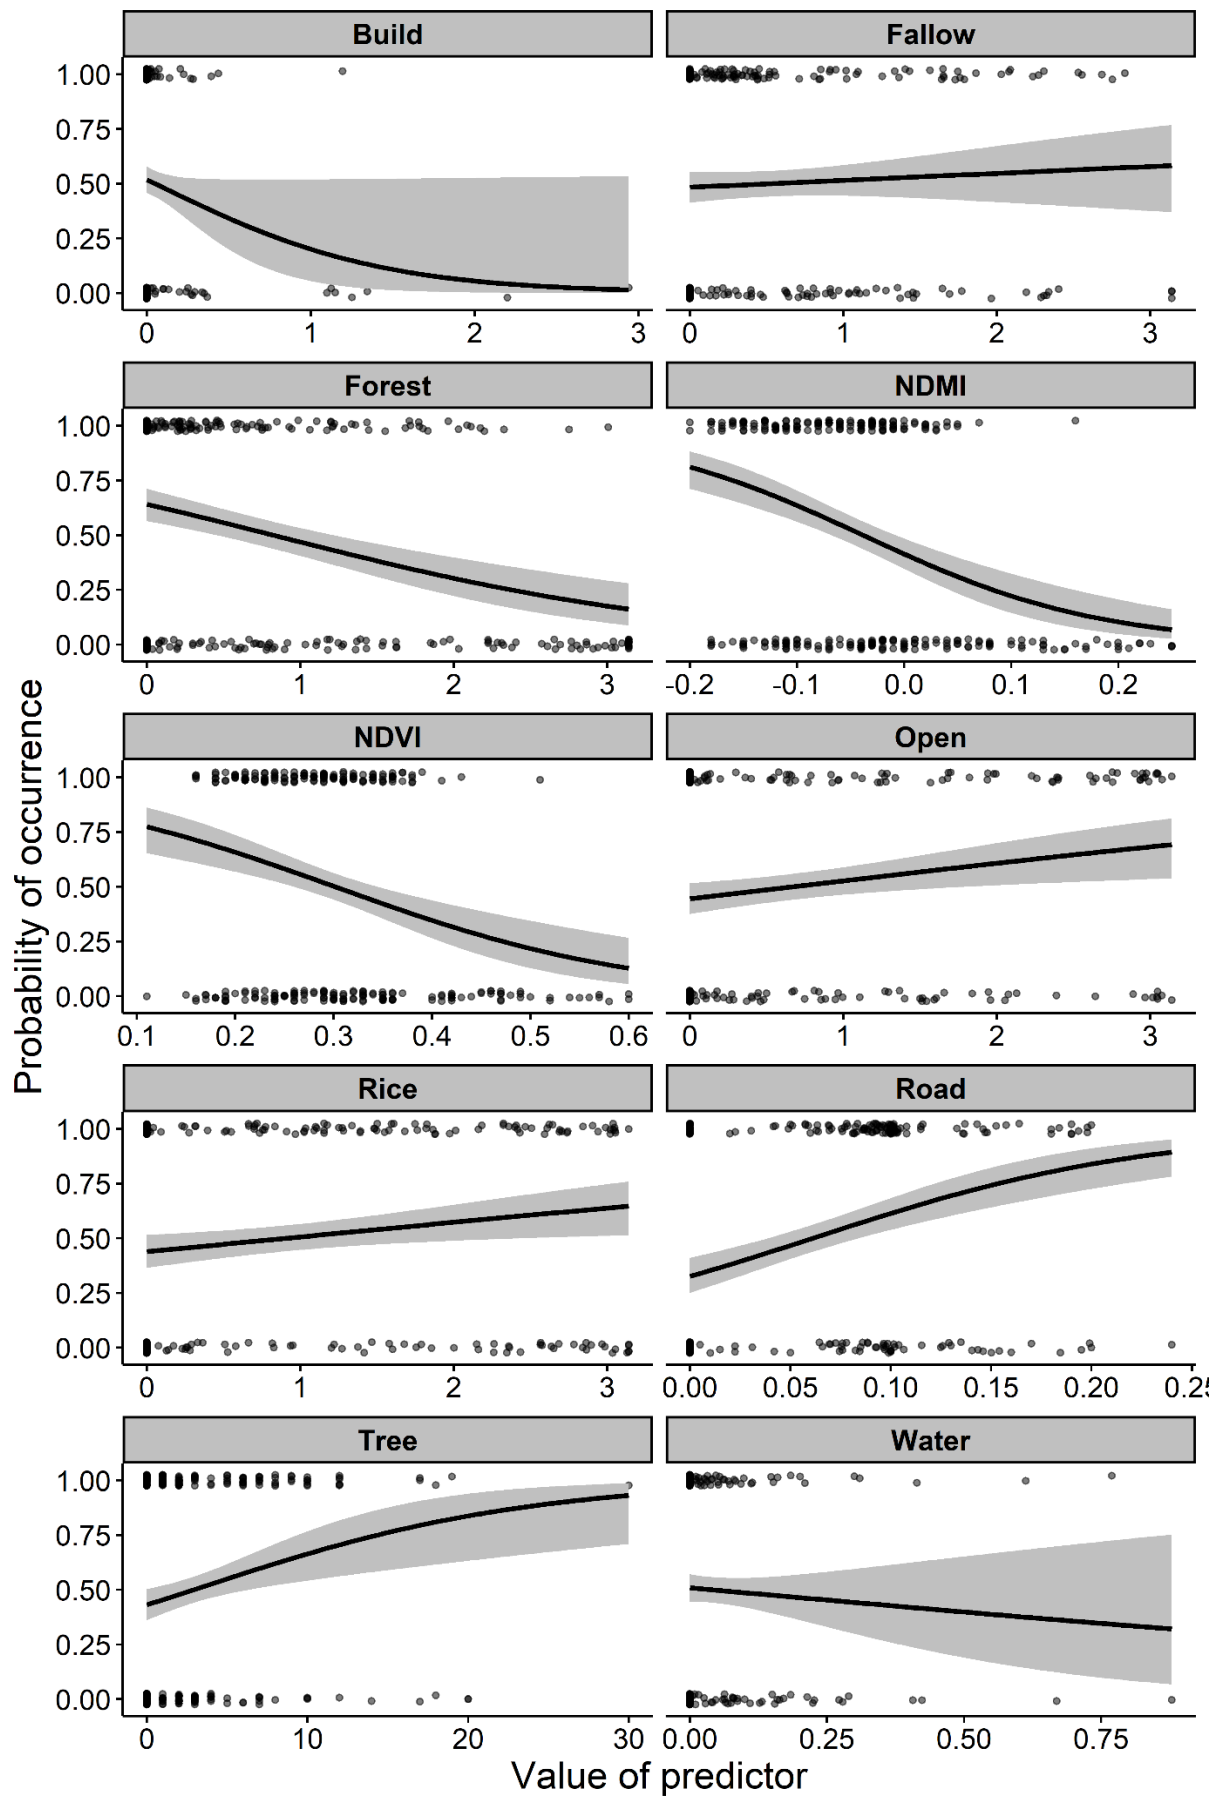 Build Fallow
1.00
0.75
0.50
0.25
0.00
0 1 2 3 0 1 2 3
Forest NDMI
1.00
0.75
0.50
0.25
0.00
0 1 2 3 -0.2 -0.1 0.0 0.1 0.2
NDVI Open
1.00
0.75
0.50
0.25
0.00
0.1 0.2 0.3 0.4 0.5 0.6 0 1 2 3
Probability of occurrence
Rice Road
1.00
0.75
0.50
0.25
0.00
0 1 2 3 0.00 0.05 0.10 0.15 0.20 0.25
Tree Water
1.00
0.75
0.50
0.25
0.00
0 10 20 30 0.00 0.25 0.50 0.75
Value of predictor